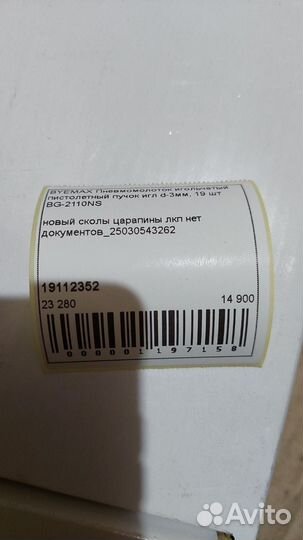 BYEMAX Пневмомолоток игольчатый
пистолетный пучок игл d-3мм, 19 шт
BG-2110NS
новый сколы царапины лкп нет
документов_25030543262
19112352
23 280 14 900
0000001197158
Avito